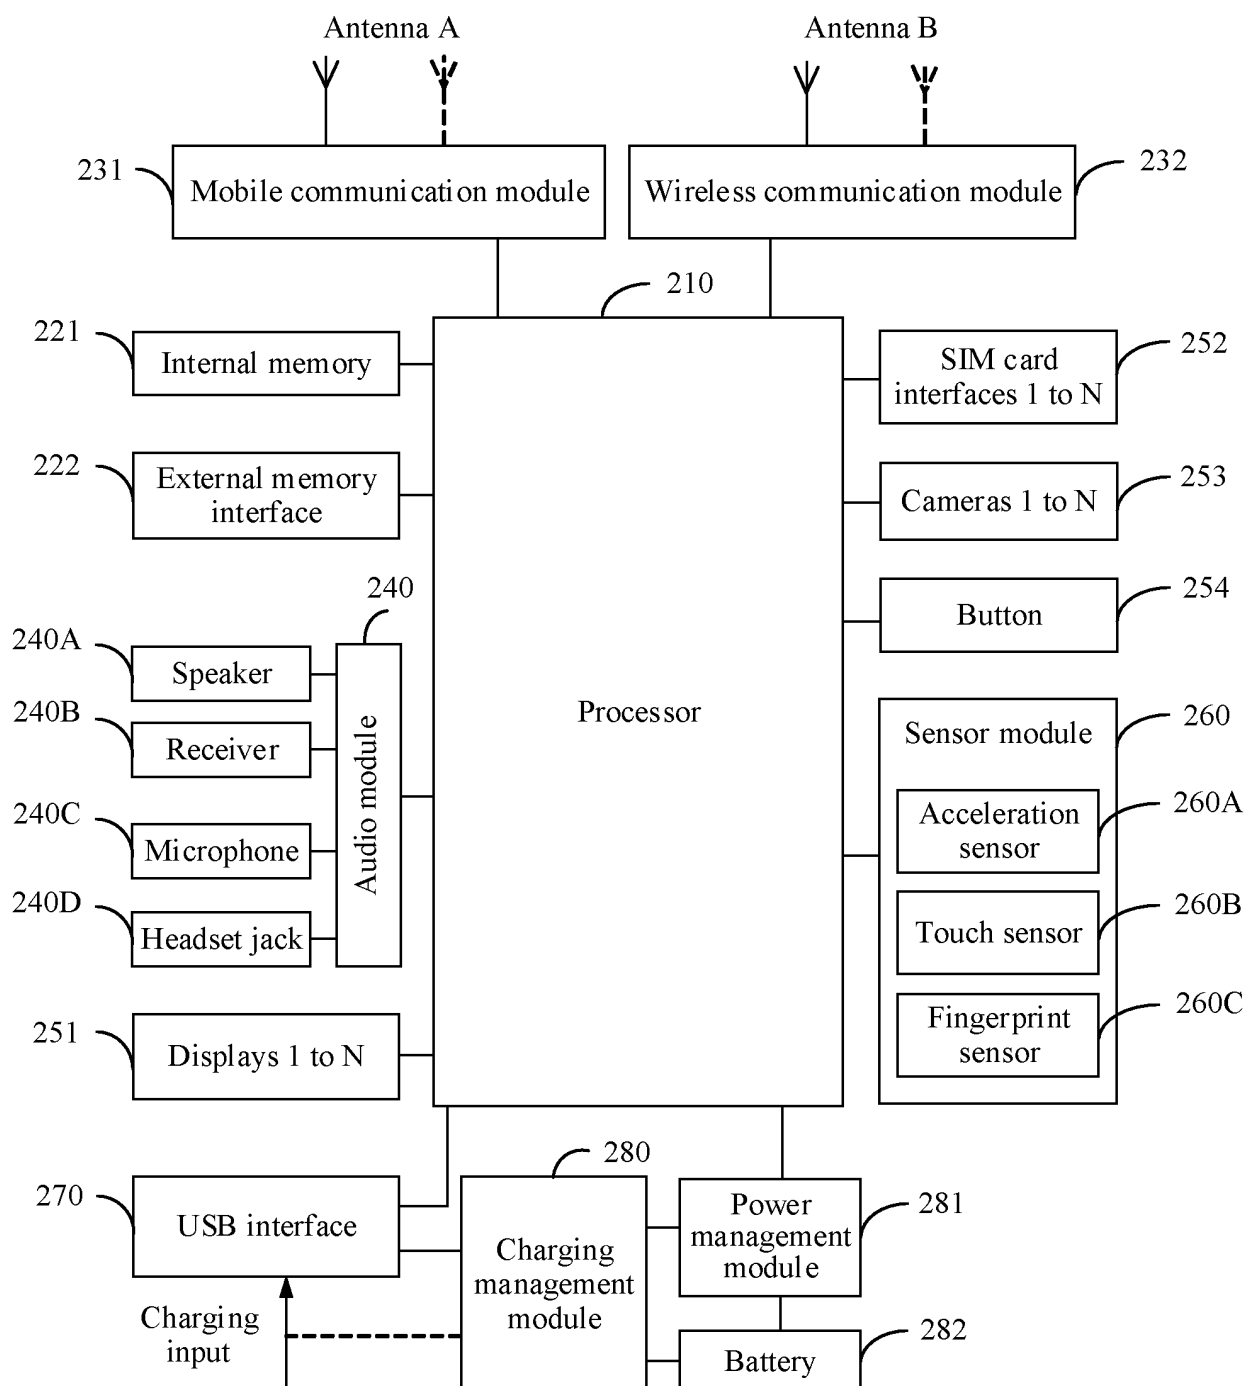 Antenna A
Antenna B
231
Mobile communication module
Wireless communication module
232
210
221
Internal memory
SIM card
interfaces 1 to N
252
222
External memory
interface
Cameras 1 to N
253
240
Button
254
240A
Speaker
240B
Receiver
240C
Microphone
240D
Headset jack
Audio module
Processor
Sensor module
260
Acceleration
sensor
260A
Touch sensor
260B
Fingerprint
sensor
260C
251
Displays 1 to N
280
270
USB interface
Charging
management
module
Power
management
module
281
Charging
input
Battery
282